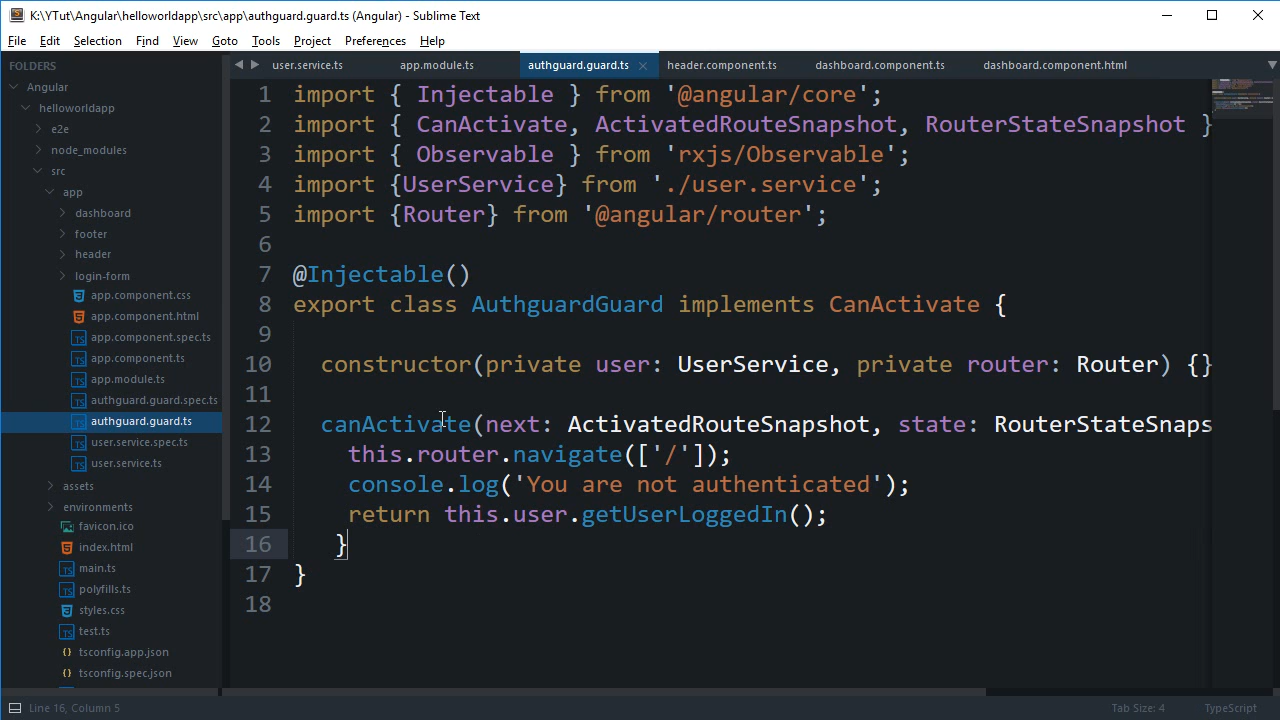 K:\YTut\Angular\helloworldapp\src\app\authguard.guard.ts (Angular) - Sublime Text
File Edit Selection Find View Goto Tools Project Preferences Help
FOLDERS
Angular
helloworldapp
e2e
node_modules
src
app
dashboard
footer
header
login-form
app.component.css
app.component.html
app.component.spec.ts
app.component.ts
app.module.ts
authguard.guard.spec.ts
authguard.guard.ts
user.service.spec.ts
user.service.ts
assets
environments
favicon.ico
index.html
main.ts
polyfills.ts
styles.css
test.ts
tsconfig.app.json
tsconfig.spec.json
user.service.ts app.module.ts authguard.guard.ts header.component.ts dashboard.component.ts dashboard.component.html
1 import { Injectable } from '@angular/core';
2 import { CanActivate, ActivatedRouteSnapshot, RouterStateSnapshot }
3 import { Observable } from 'rxjs/Observable';
4 import {UserService} from './user.service';
5 import {Router} from '@angular/router';
6
7 @Injectable()
8 export class AuthguardGuard implements CanActivate {
9
10 constructor(private user: UserService, private router: Router) {}
11
12 canActivate(next: ActivatedRouteSnapshot, state: RouterStateSnaps
13 this.router.navigate(['/']);
14 console.log('You are not authenticated');
15 return this.user.getUserLoggedIn();
16 }
17 }
18
Line 16, Column 5 Tab Size: 4 TypeScript